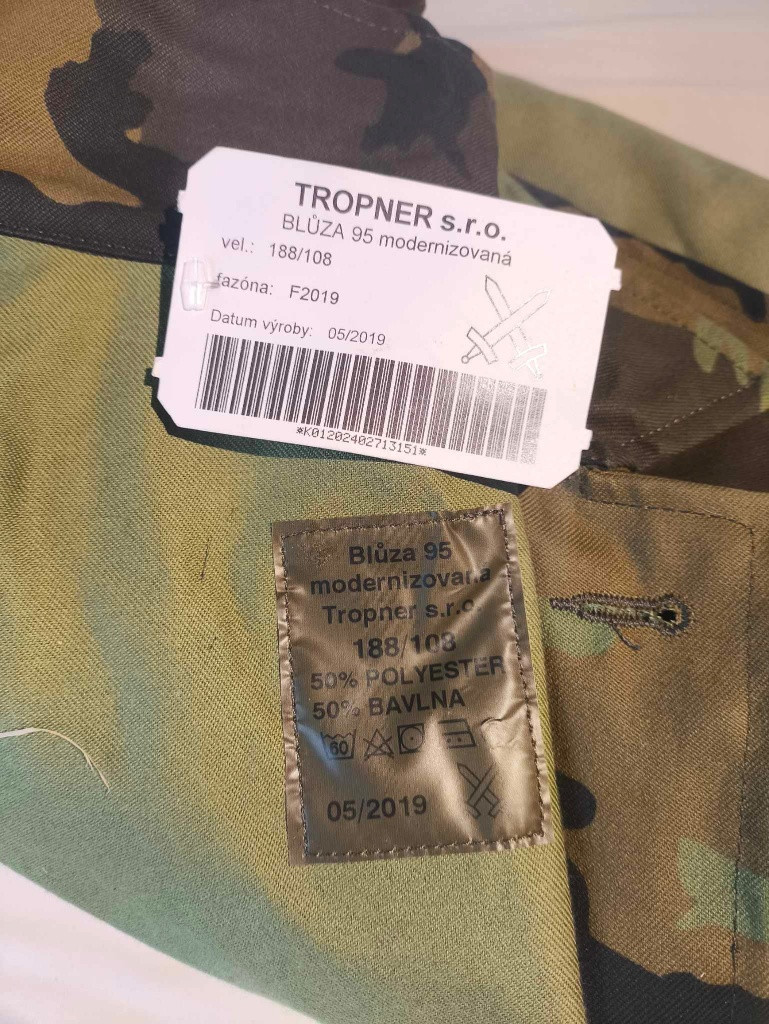 TROPNER s.r.o.
BLŮZA 95 modernizovaná
vel.: 188/108
fazóna: F2019
Datum výroby: 05/2019
*K01202402713151*
Blůza 95
modernizovaná
Tropner s.r.o.
188/108
50% POLYESTER
50% BAVLNA
60
05/2019